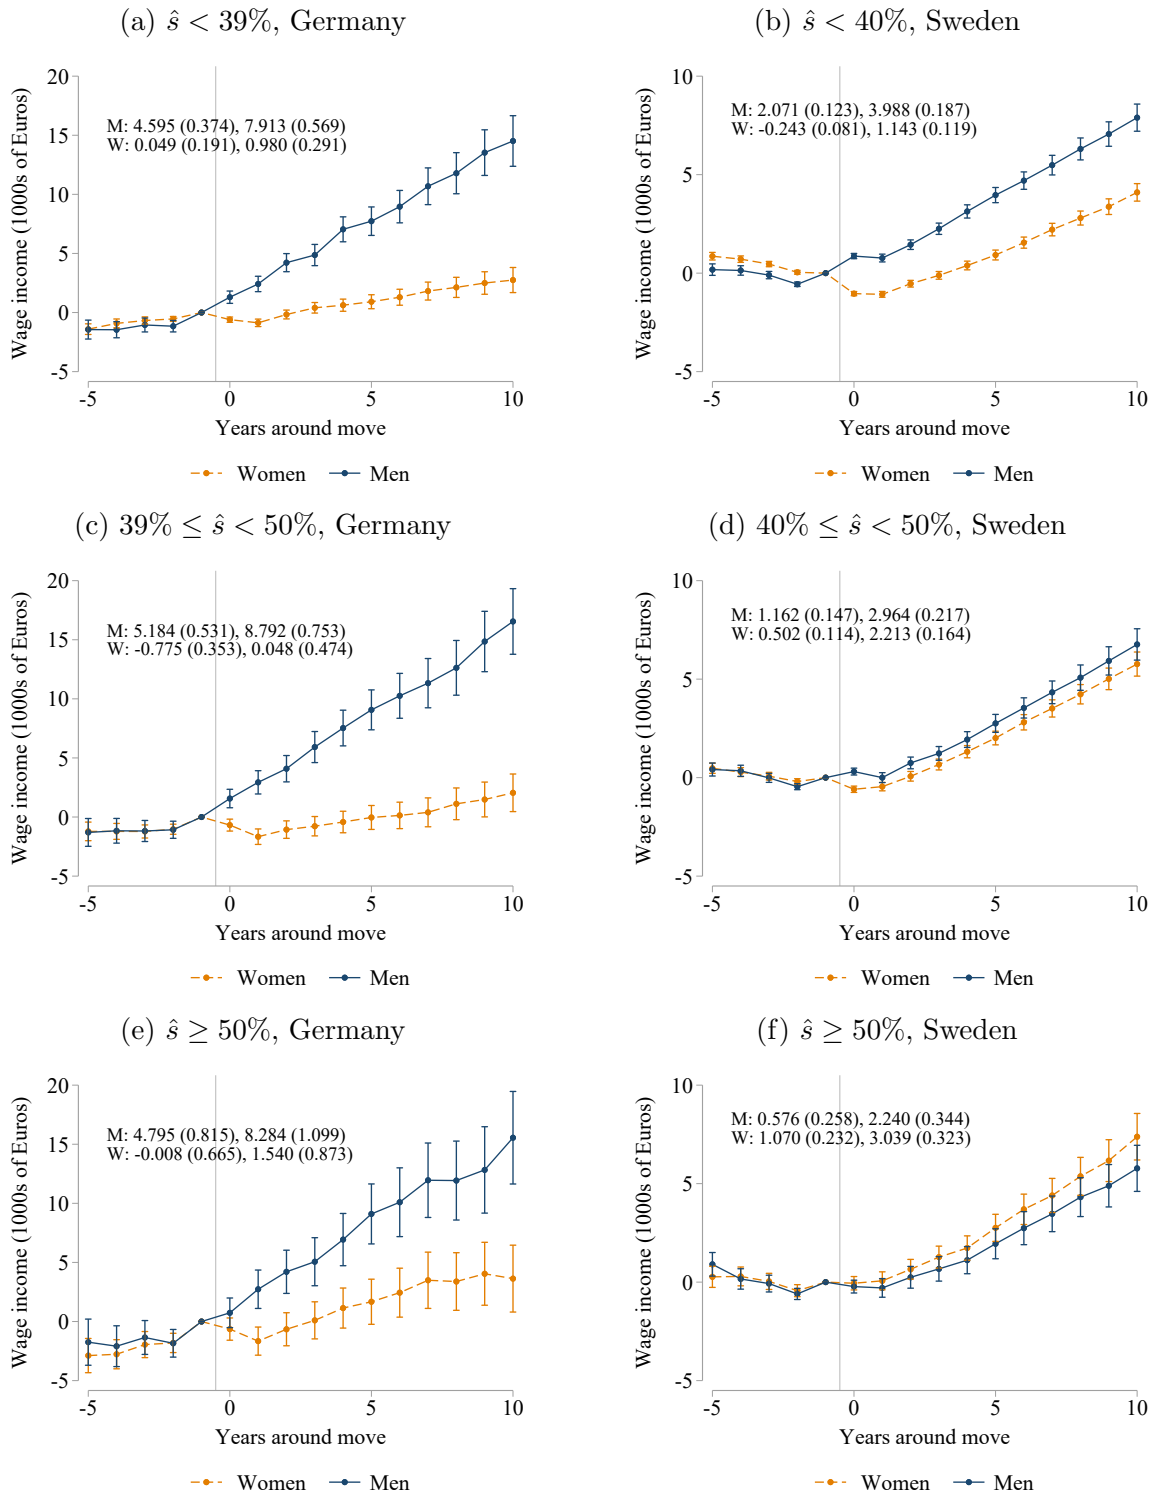 (a) ŝ < 39%, Germany
20
15
10
5
0
-5
Wage income (1000s of Euros)
M: 4.595 (0.374), 7.913 (0.569)
W: 0.049 (0.191), 0.980 (0.291)
-5 0 5 10
Years around move
Women Men
(b) ŝ < 40%, Sweden
10
5
0
-5
Wage income (1000s of Euros)
M: 2.071 (0.123), 3.988 (0.187)
W: -0.243 (0.081), 1.143 (0.119)
-5 0 5 10
Years around move
Women Men
(c) 39% ≤ ŝ < 50%, Germany
20
15
10
5
0
-5
Wage income (1000s of Euros)
M: 5.184 (0.531), 8.792 (0.753)
W: -0.775 (0.353), 0.048 (0.474)
-5 0 5 10
Years around move
Women Men
(d) 40% ≤ ŝ < 50%, Sweden
10
5
0
-5
Wage income (1000s of Euros)
M: 1.162 (0.147), 2.964 (0.217)
W: 0.502 (0.114), 2.213 (0.164)
-5 0 5 10
Years around move
Women Men
(e) ŝ ≥ 50%, Germany
20
15
10
5
0
-5
Wage income (1000s of Euros)
M: 4.795 (0.815), 8.284 (1.099)
W: -0.008 (0.665), 1.540 (0.873)
-5 0 5 10
Years around move
Women Men
(f) ŝ ≥ 50%, Sweden
10
5
0
-5
Wage income (1000s of Euros)
M: 0.576 (0.258), 2.240 (0.344)
W: 1.070 (0.232), 3.039 (0.323)
-5 0 5 10
Years around move
Women Men